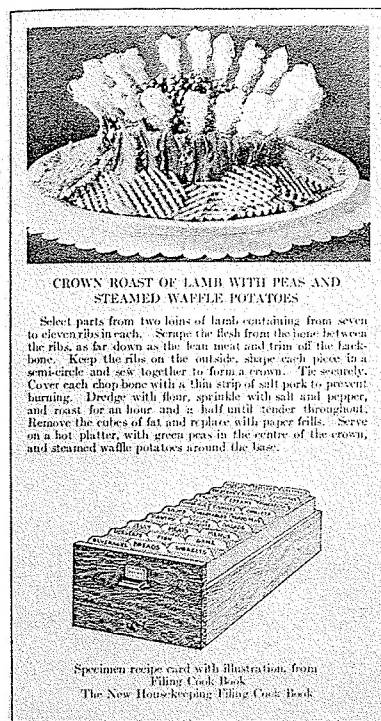 CROWN ROAST OF LAMB WITH PEAS AND
STEAMED WAFFLE POTATOES
Select parts from two loins of lamb containing from seven
to eleven ribs in each. Scrape the flesh from the bone between
the ribs, as far down as the lean meat and trim off the back-
bone. Keep the ribs on the outside, shape each piece in a
semi-circle and sew together to form a crown. Tie securely.
Cover each chop bone with a thin strip of salt pork to prevent
burning. Dredge with flour, sprinkle with salt and pepper,
and roast for an hour and a half until tender throughout.
Remove the cubes of fat and replace with paper frills. Serve
on a hot platter, with green peas in the centre of the crown,
and steamed waffle potatoes around the base.
MEATS
FISH GAME
BEVERAGES BREADS
Specimen recipe card with illustration, from
Filing Cook Book
The New Housekeeping Filing Cook Book